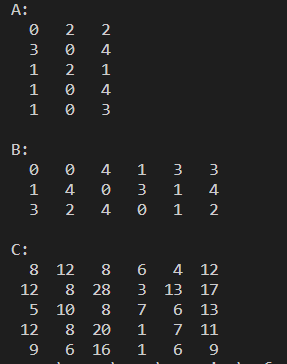 A:
0 2 2
3 0 4
1 2 1
1 0 4
1 0 3
B:
0 0 4 1 3 3
1 4 0 3 1 4
3 2 4 0 1 2
C:
8 12 8 6 4 12
12 8 28 3 13 17
5 10 8 7 6 13
12 8 20 1 7 11
9 6 16 1 6 9